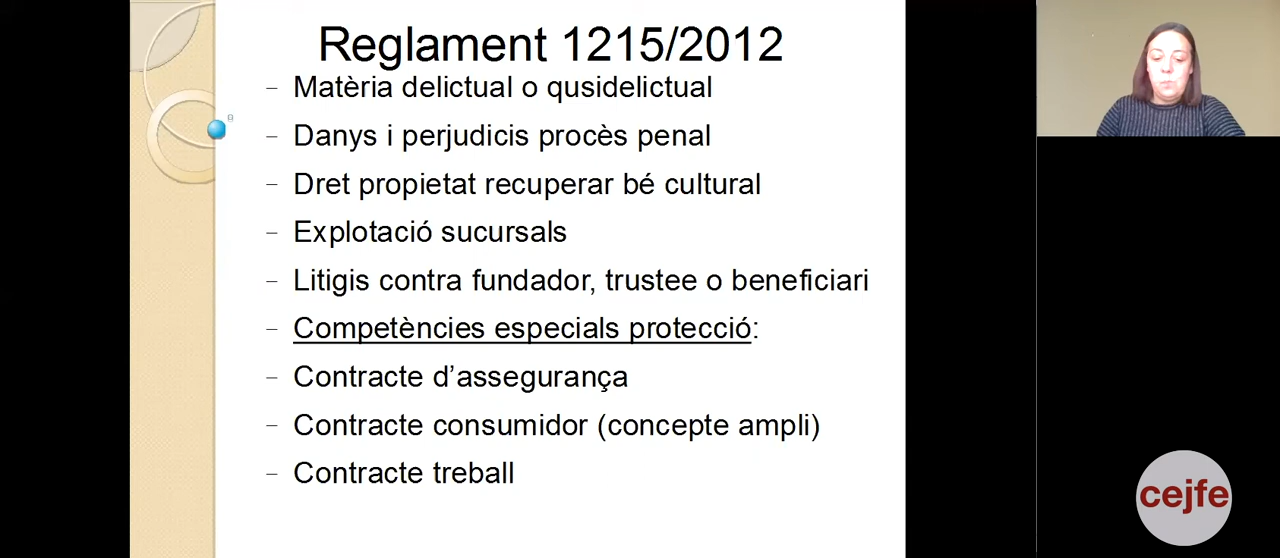 Reglament 1215/2012
– Matèria delictual o qusidelictual
9
– Danys i perjudicis procès penal
– Dret propietat recuperar bé cultural
– Explotació sucursals
– Litigis contra fundador, trustee o beneficiari
– Competències especials protecció:
– Contracte d’assegurança
– Contracte consumidor (concepte ampli)
– Contracte treball
cejfe